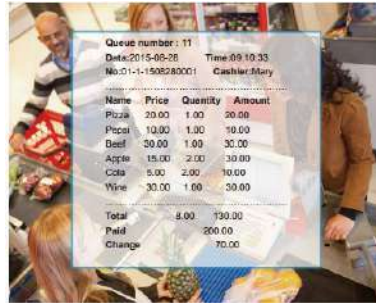 Queue number : 11
Date:2015-08-28 Time:09:10:33
No:01-1-1508280001 Cashier:Mary
Name Price Quantity Amount
Pizza 20.00 1.00 20.00
Pepsi 10.00 1.00 10.00
Beef 30.00 1.00 30.00
Apple 15.00 2.00 30.00
Cola 5.00 2.00 10.00
Wine 30.00 1.00 30.00
Total 8.00 130.00
Paid 200.00
Change 70.00